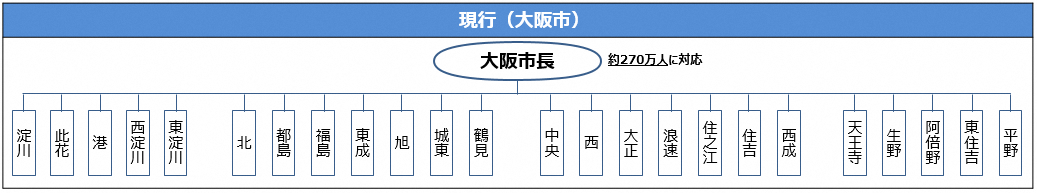 現行（大阪市）
大阪市長
約270万人に対応
淀川
此花
港
西淀川
東淀川
北
都島
福島
東成
旭
城東
鶴見
中央
西
大正
浪速
住之江
住吉
西成
天王寺
生野
阿倍野
東住吉
平野